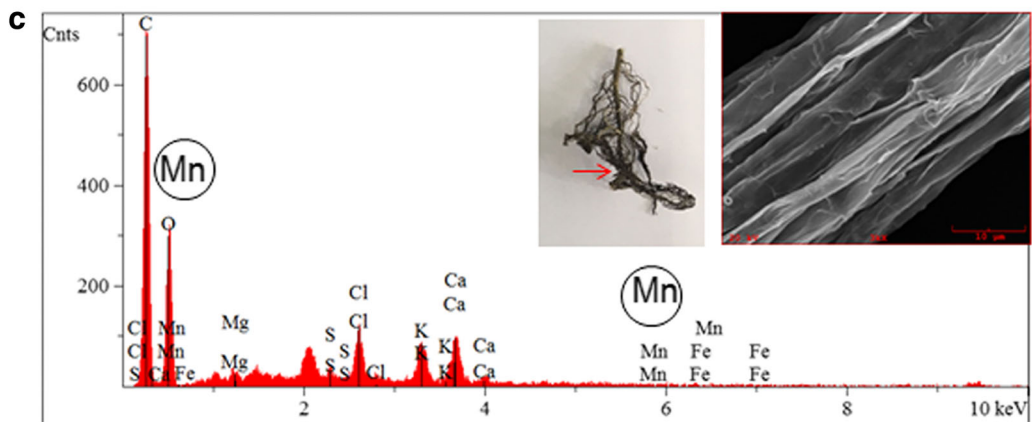 c
Cnts
600
400
200
C
Mn
O
Cl Mn Mg
Cl Mn Mg
S Ca Fe
S S
S S
Cl
Cl
Cl
K K
K K
Ca
Ca
Ca
Ca
Mn
Mn
Mn Fe Fe
Mn Fe Fe
2 4 6 8 10 keV
10 µm